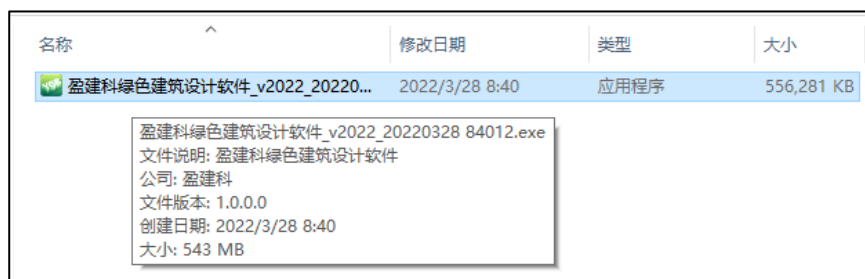 名称 修改日期 类型 大小
盈建科绿色建筑设计软件_v2022_20220... 2022/3/28 8:40 应用程序 556,281 KB
盈建科绿色建筑设计软件_v2022_20220328 84012.exe
文件说明: 盈建科绿色建筑设计软件
公司: 盈建科
文件版本: 1.0.0.0
创建日期: 2022/3/28 8:40
大小: 543 MB